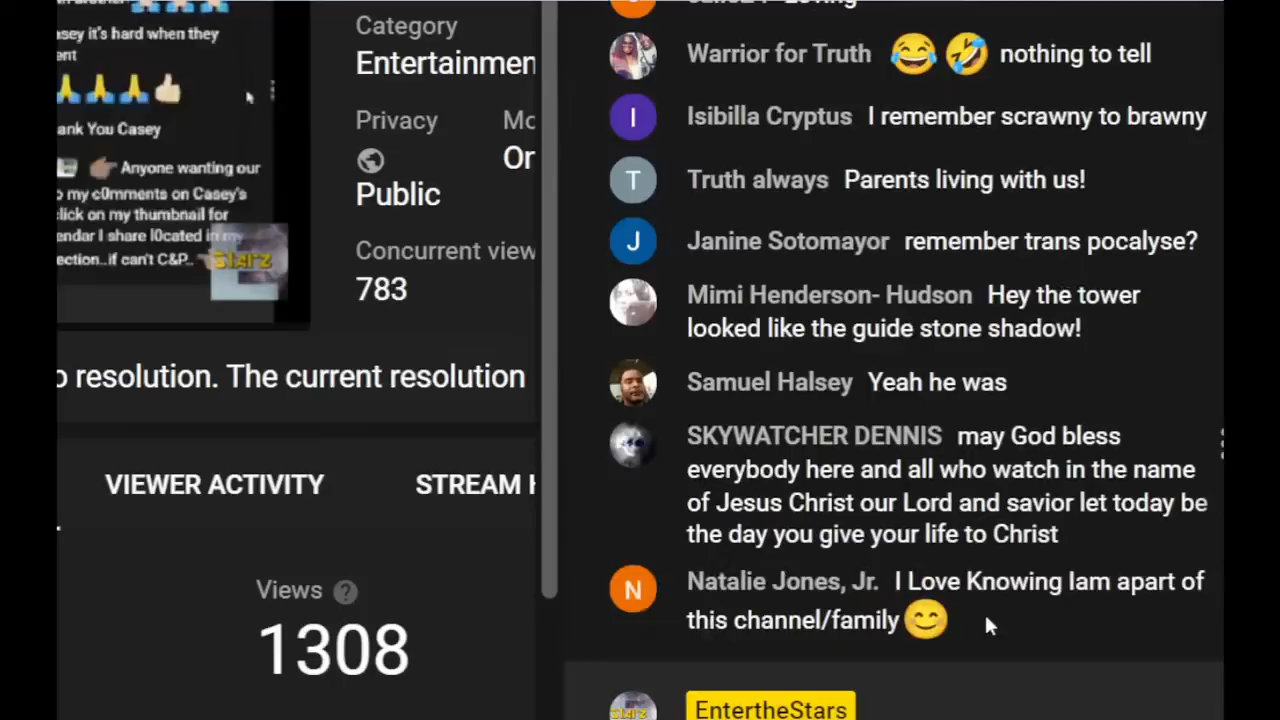 asey it's hard when they
ent
ank You Casey
Anyone wanting our
o my c0mments on Casey's
lick on my thumbnail for
endar I share l0cated in my
ection..if can't C&P..
starz
Category
Entertainmen
Privacy Mo
Or
Public
Concurrent view
783
o resolution. The current resolution
VIEWER ACTIVITY STREAM H
Views ?
1308
Warrior for Truth 😂 🤣 nothing to tell
I Isibilla Cryptus I remember scrawny to brawny
T Truth always Parents living with us!
J Janine Sotomayor remember trans pocalyse?
Mimi Henderson- Hudson Hey the tower
looked like the guide stone shadow!
Samuel Halsey Yeah he was
SKYWATCHER DENNIS may God bless
everybody here and all who watch in the name
of Jesus Christ our Lord and savior let today be
the day you give your life to Christ
N Natalie Jones, Jr. I Love Knowing Iam apart of
this channel/family 😊
EntertheStars